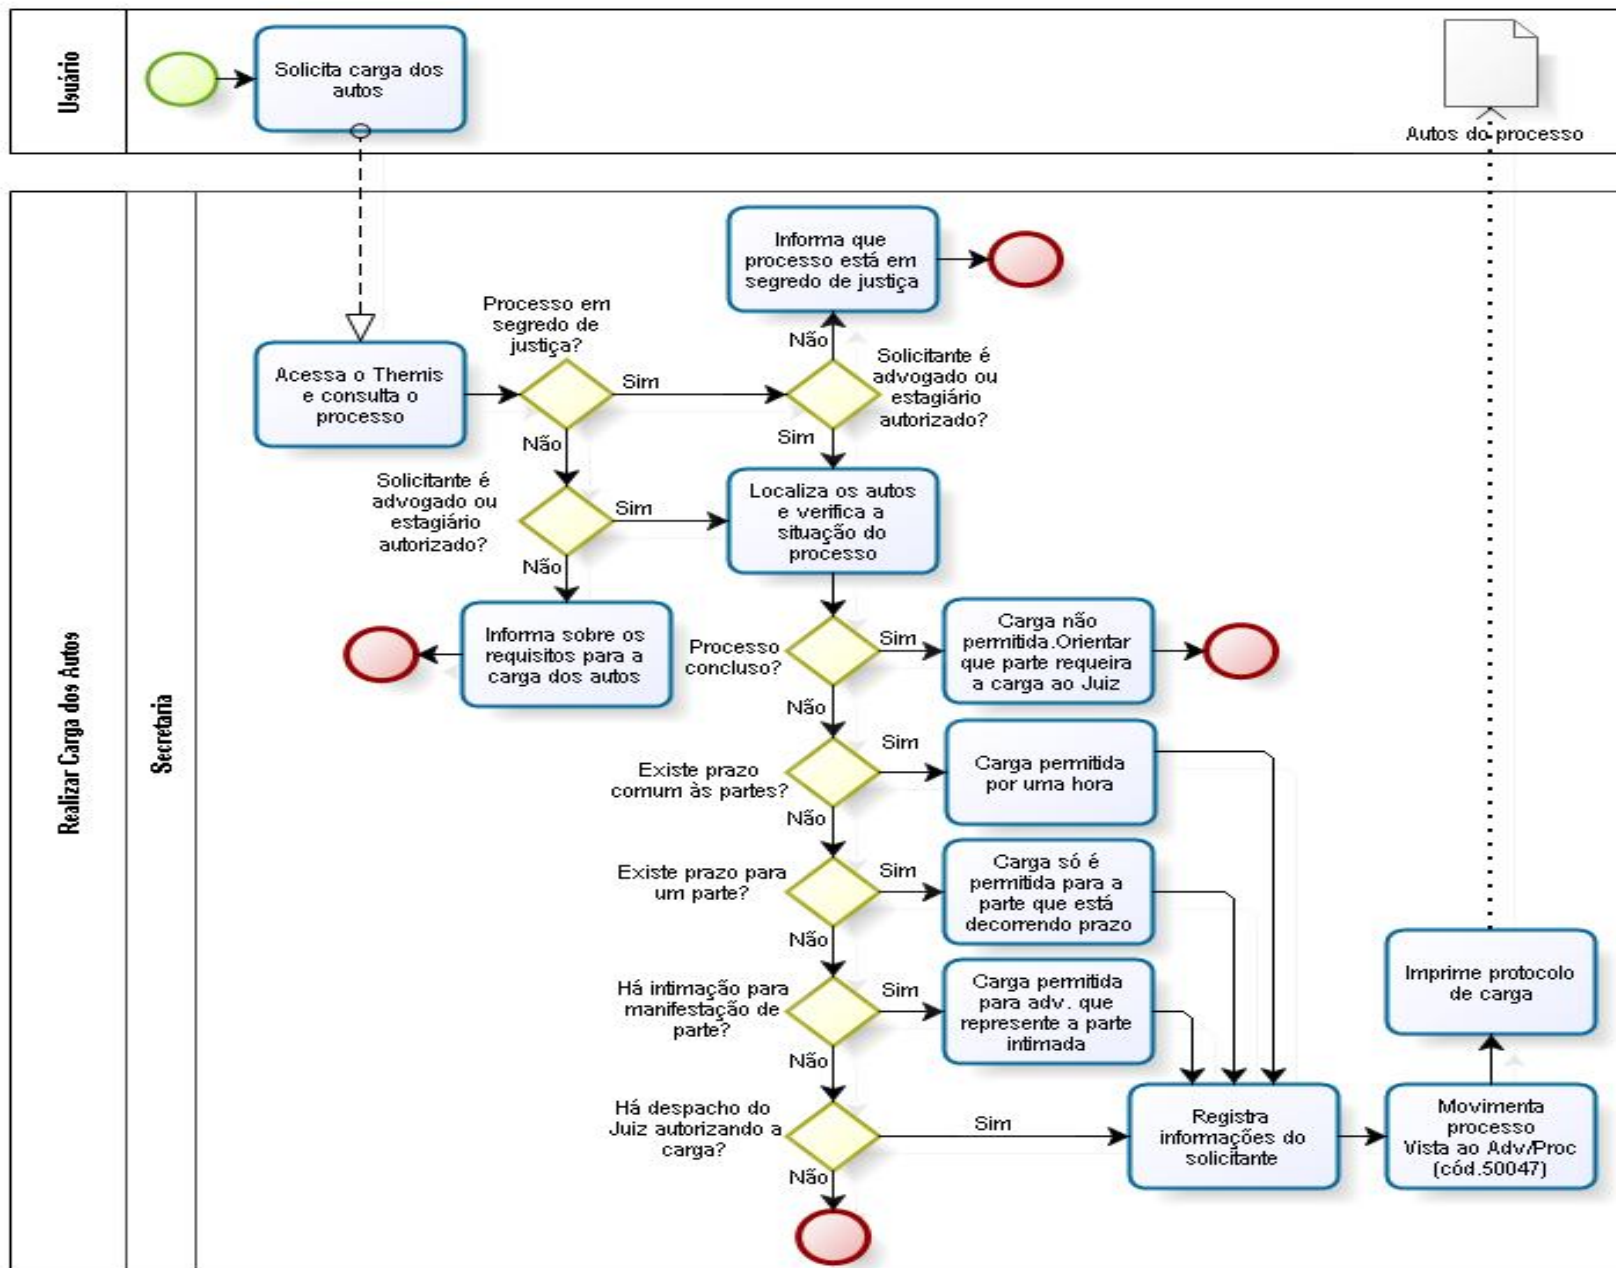 Usuário
Solicita carga dos
autos
Autos do processo
Realizar Carga dos Autos
Secretaria
Informa que
processo está em
segredo de justiça
Processo em
segredo de
justiça?
Não
Solicitante é
advogado ou
estagiário
autorizado?
Acessa o Themis
e consulta o
processo
Sim
Não
Sim
Solicitante é
advogado ou
estagiário
autorizado?
Sim
Localiza os autos
e verifica a
situação do
processo
Não
Informa sobre os
requisitos para a
carga dos autos
Processo
concluso?
Sim
Carga não
permitida.Orientar
que parte requeira
a carga ao Juiz
Não
Existe prazo
comum às partes?
Sim
Carga permitida
por uma hora
Não
Existe prazo para
um parte?
Sim
Carga só é
permitida para a
parte que está
decorrendo prazo
Não
Há intimação para
manifestação de
parte?
Sim
Carga permitida
para adv. que
represente a parte
intimada
Imprime protocolo
de carga
Não
Há despacho do
Juiz autorizando a
carga?
Sim
Registra
informações do
solicitante
Movimenta
processo
Vista ao Adv/Proc
(cód.50047)
Não